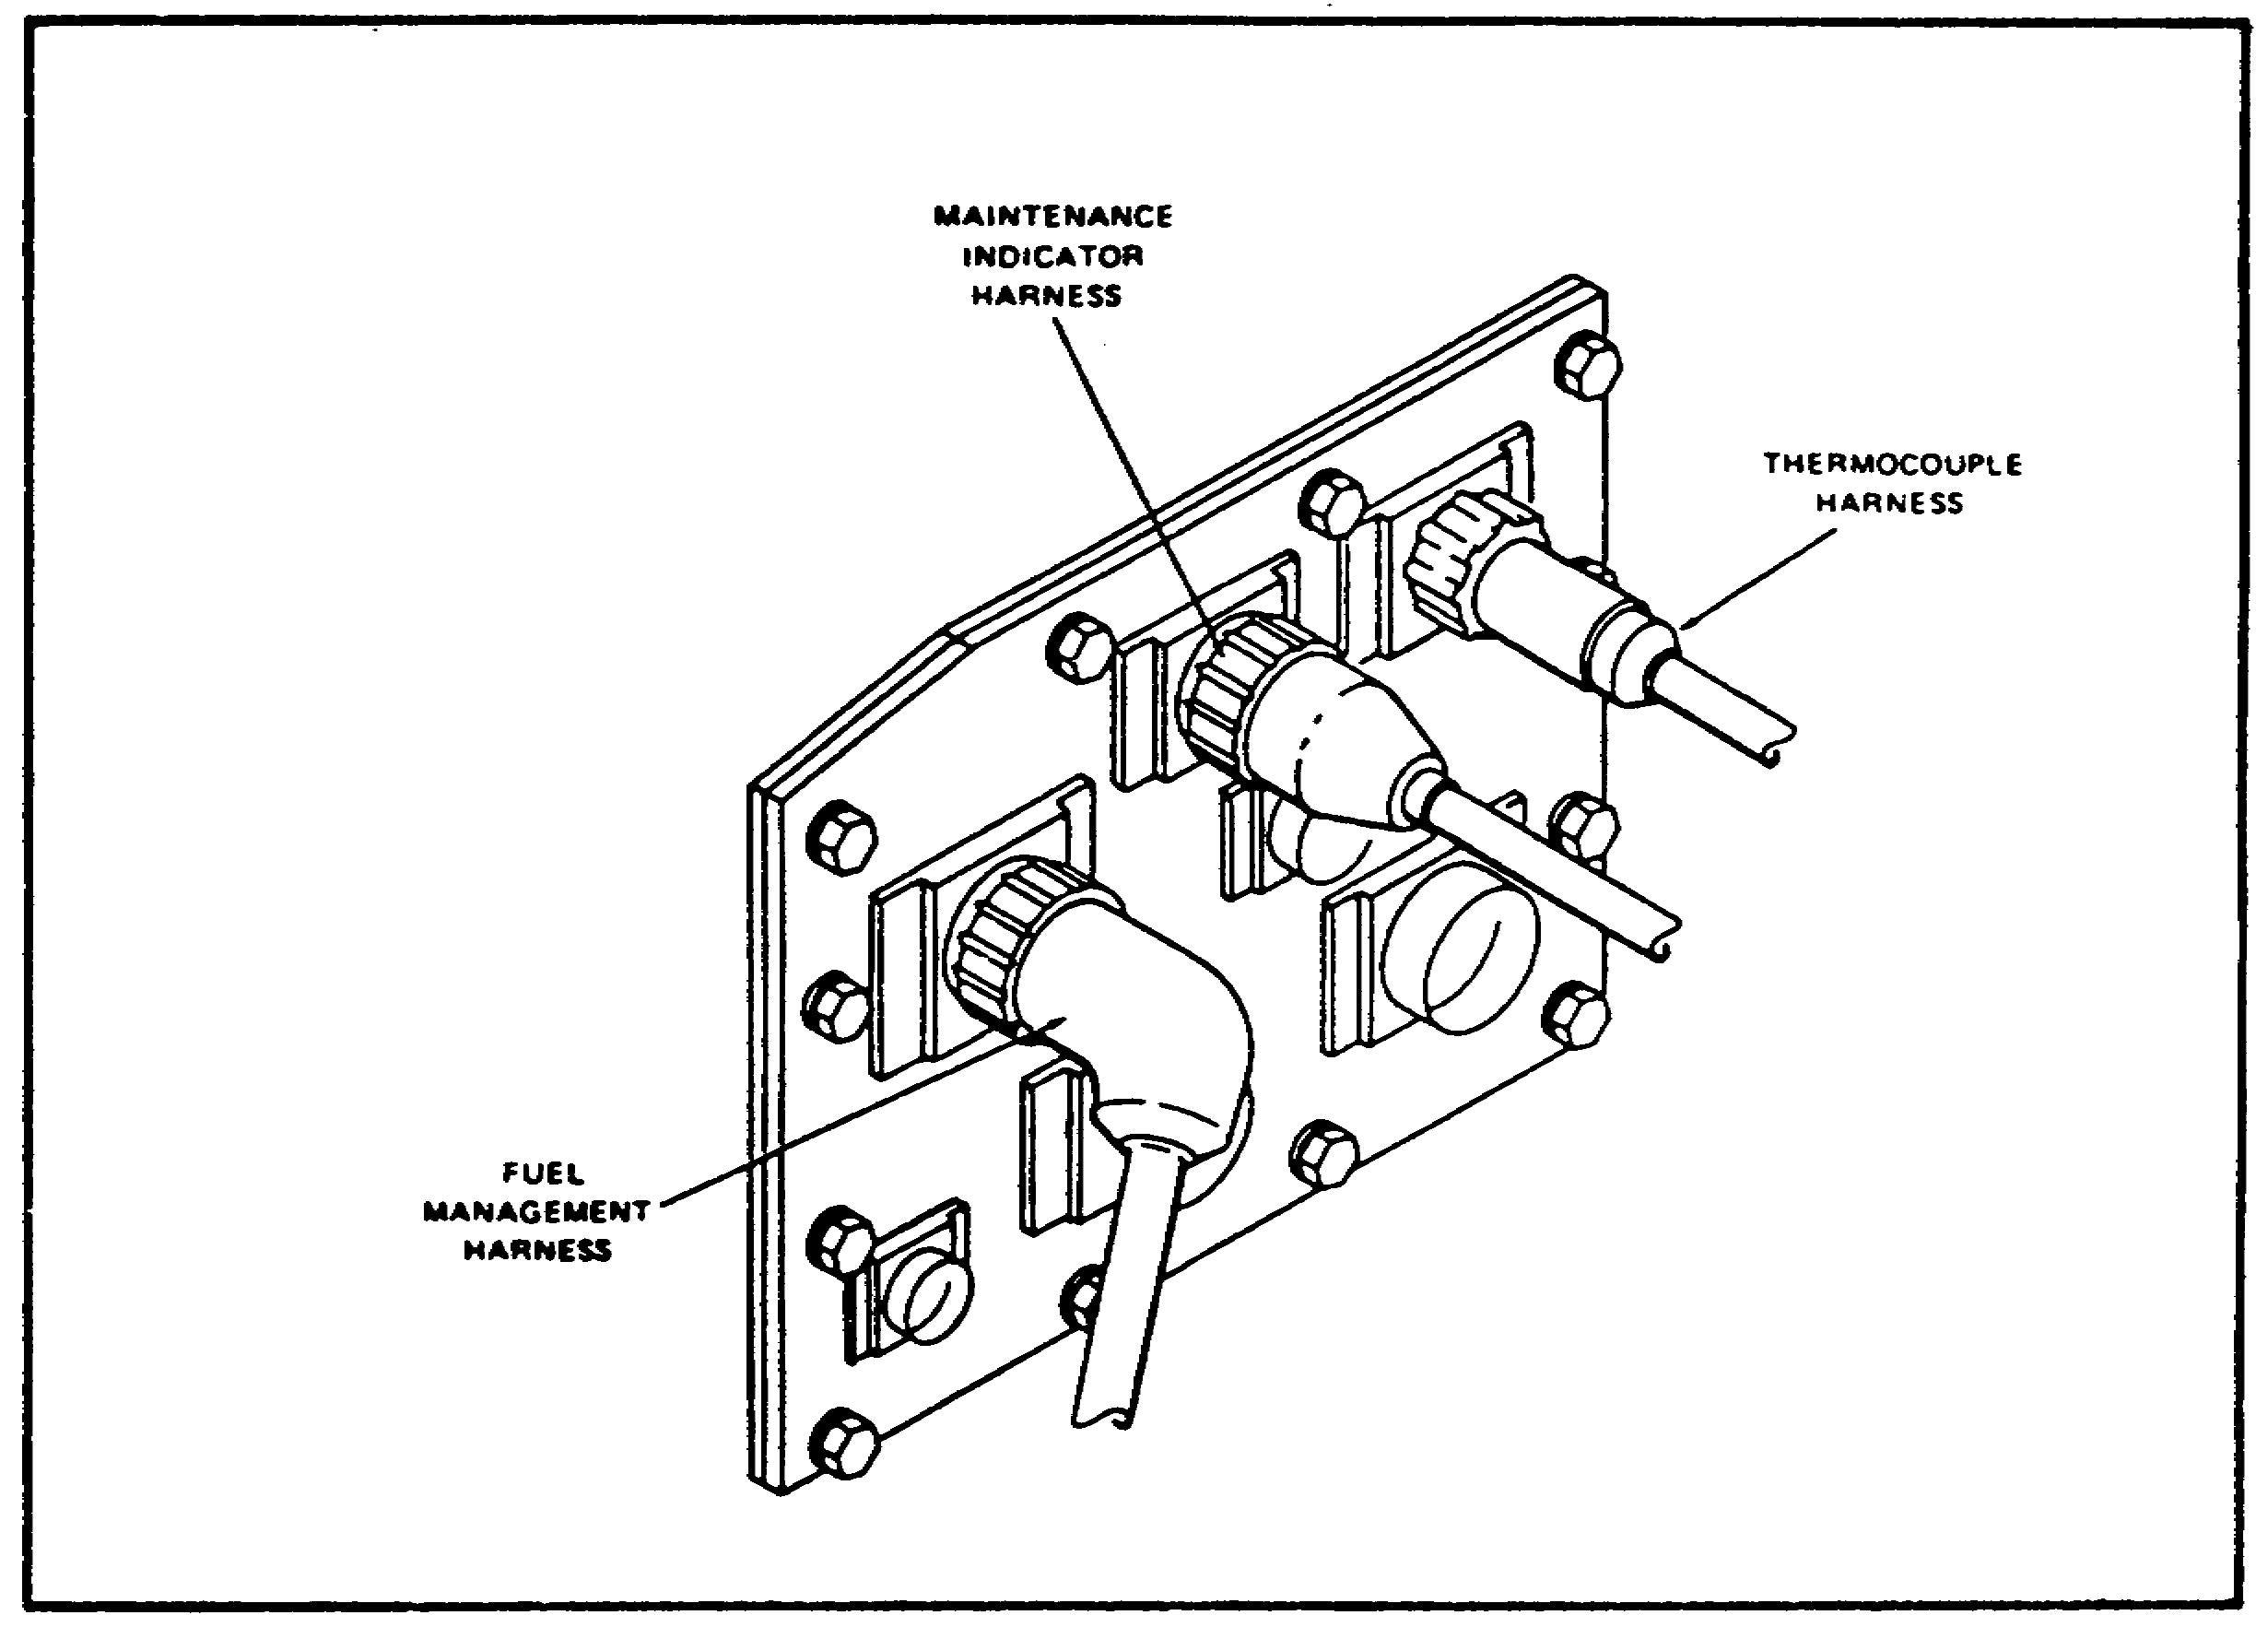 MAINTENANCE
INDICATOR
HARNESS
THERMOCOUPLE
HARNESS
FUEL
MANAGEMENT
HARNESS